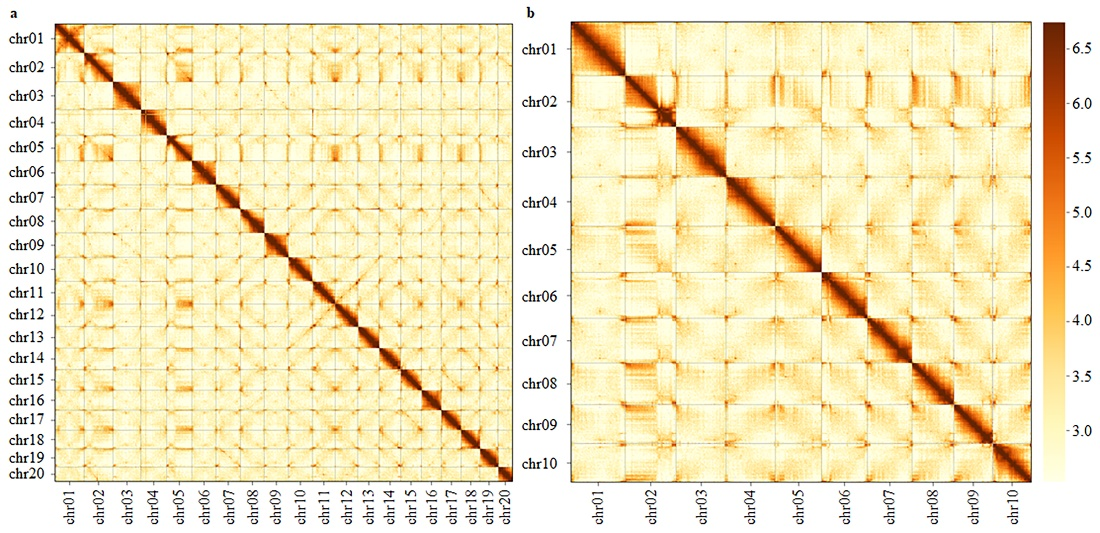 a
chr01
chr02
chr03
chr04
chr05
chr06
chr07
chr08
chr09
chr10
chr11
chr12
chr13
chr14
chr15
chr16
chr17
chr18
chr19
chr20
chr01 chr02 chr03 chr04 chr05 chr06 chr07 chr08 chr09 chr10 chr11 chr12 chr13 chr14 chr15 chr16 chr17 chr18 chr19 chr20
b
chr01
chr02
chr03
chr04
chr05
chr06
chr07
chr08
chr09
chr10
chr01 chr02 chr03 chr04 chr05 chr06 chr07 chr08 chr09 chr10
6.5
6.0
5.5
5.0
4.5
4.0
3.5
3.0